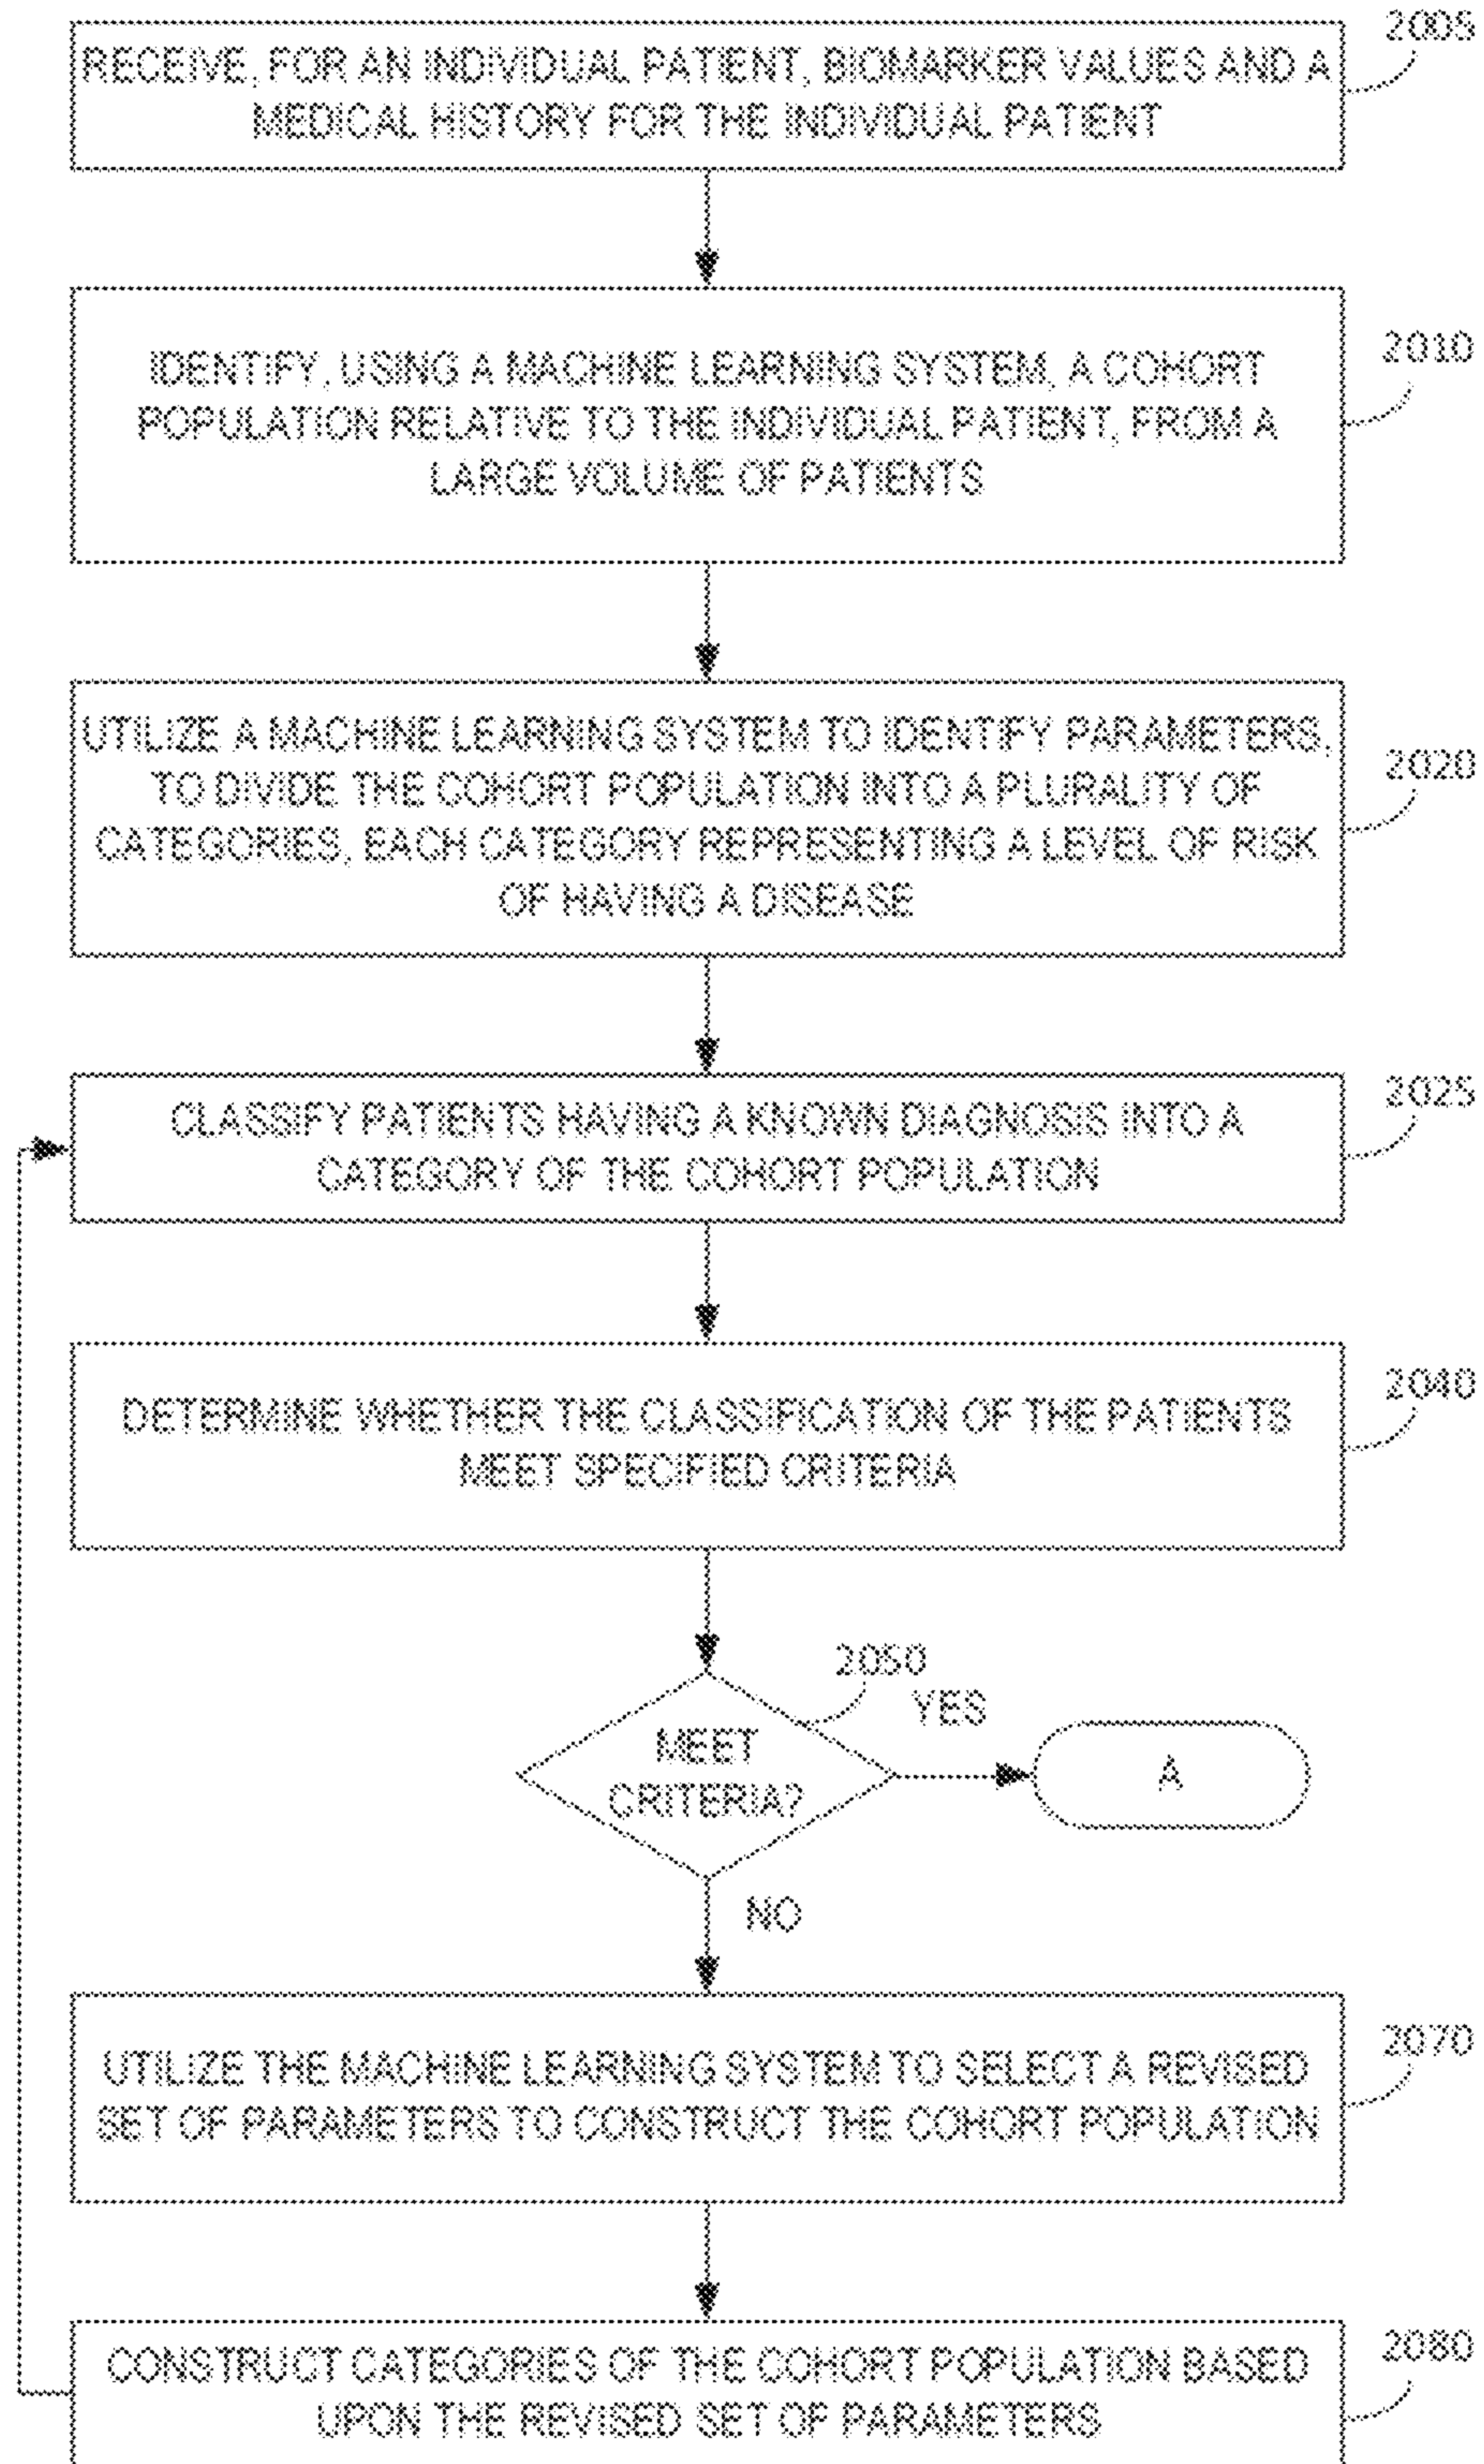 2005
RECEIVE, FOR AN INDIVIDUAL PATIENT, BIOMARKER VALUES AND A
MEDICAL HISTORY FOR THE INDIVIDUAL PATIENT
2010
IDENTIFY, USING A MACHINE LEARNING SYSTEM, A COHORT
POPULATION RELATIVE TO THE INDIVIDUAL PATIENT, FROM A
LARGE VOLUME OF PATIENTS
2020
UTILIZE A MACHINE LEARNING SYSTEM TO IDENTIFY PARAMETERS,
TO DIVIDE THE COHORT POPULATION INTO A PLURALITY OF
CATEGORIES, EACH CATEGORY REPRESENTING A LEVEL OF RISK
OF HAVING A DISEASE
2025
CLASSIFY PATIENTS HAVING A KNOWN DIAGNOSIS INTO A
CATEGORY OF THE COHORT POPULATION
2040
DETERMINE WHETHER THE CLASSIFICATION OF THE PATIENTS
MEET SPECIFIED CRITERIA
2050
YES
MEET
CRITERIA?
A
NO
2070
UTILIZE THE MACHINE LEARNING SYSTEM TO SELECT A REVISED
SET OF PARAMETERS TO CONSTRUCT THE COHORT POPULATION
2080
CONSTRUCT CATEGORIES OF THE COHORT POPULATION BASED
UPON THE REVISED SET OF PARAMETERS